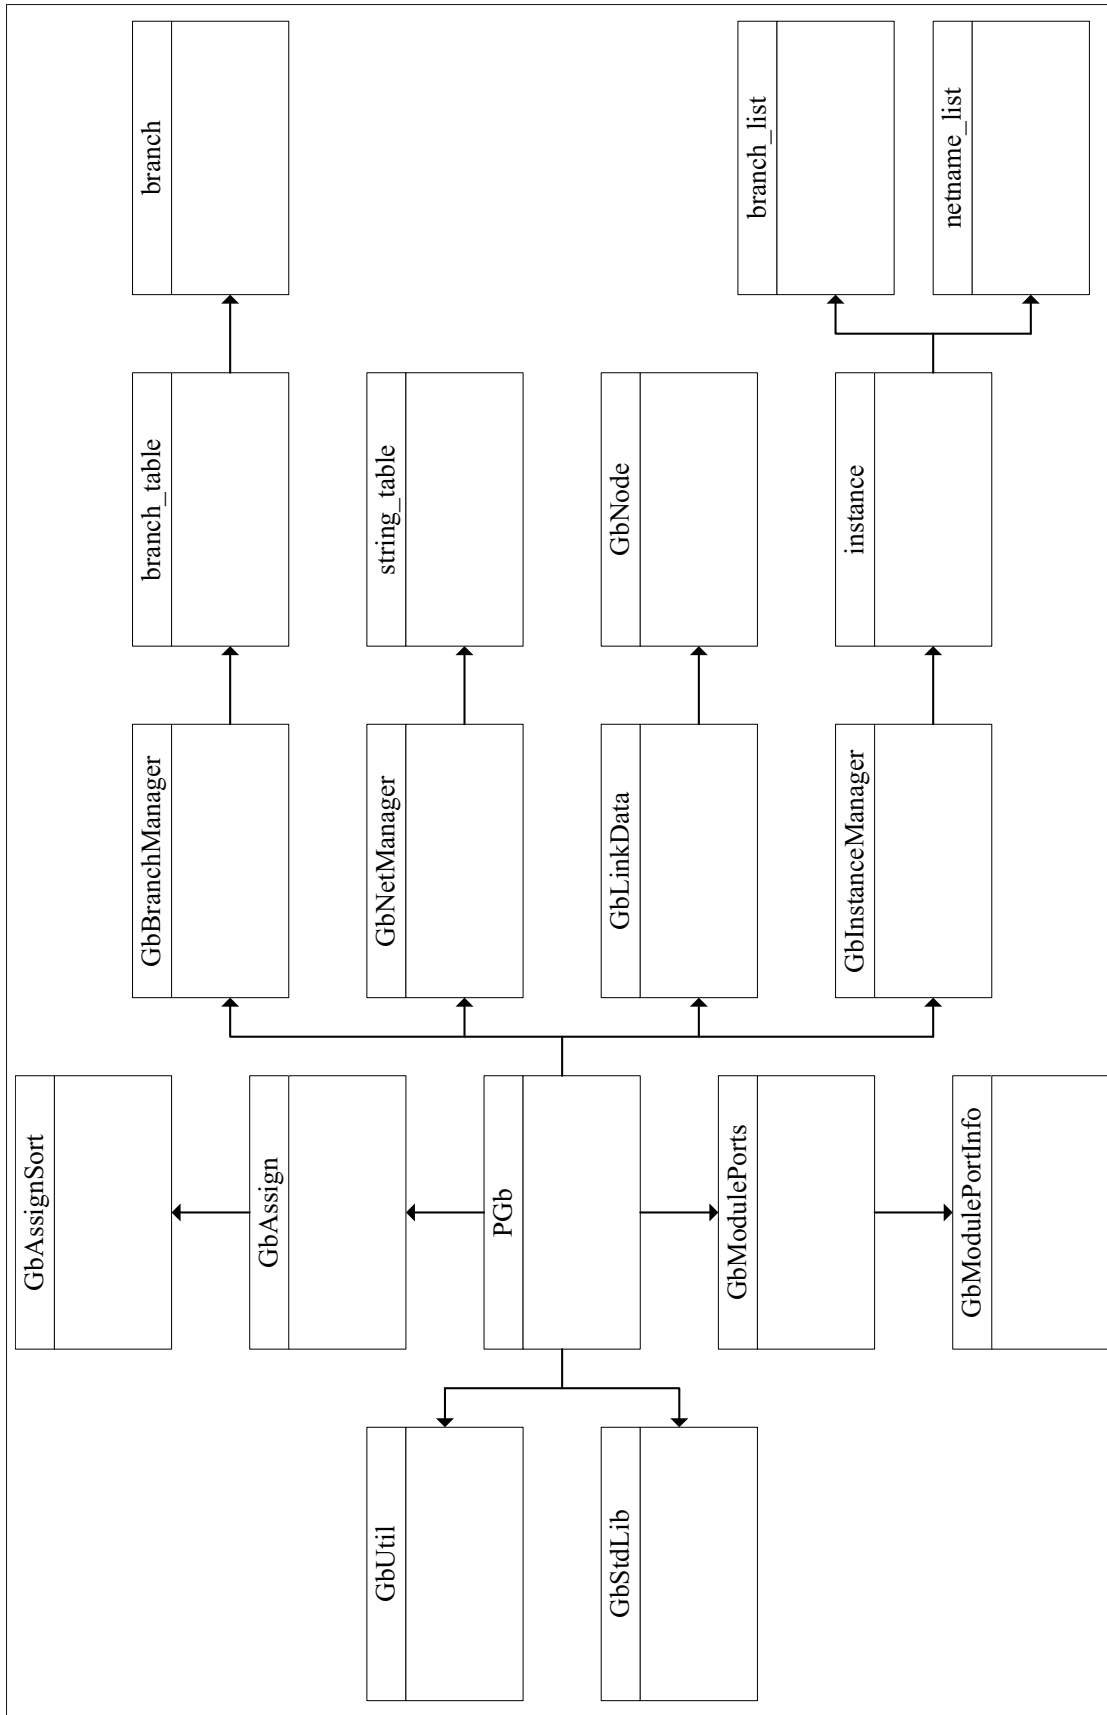 GbAssignSort
GbAssign
PGb
GbModulePorts
GbModulePortInfo
GbUtil
GbStdLib
GbBranchManager
GbNetManager
GbLinkData
GbInstanceManager
branch_table
string_table
GbNode
instance
branch
branch_list
netname_list